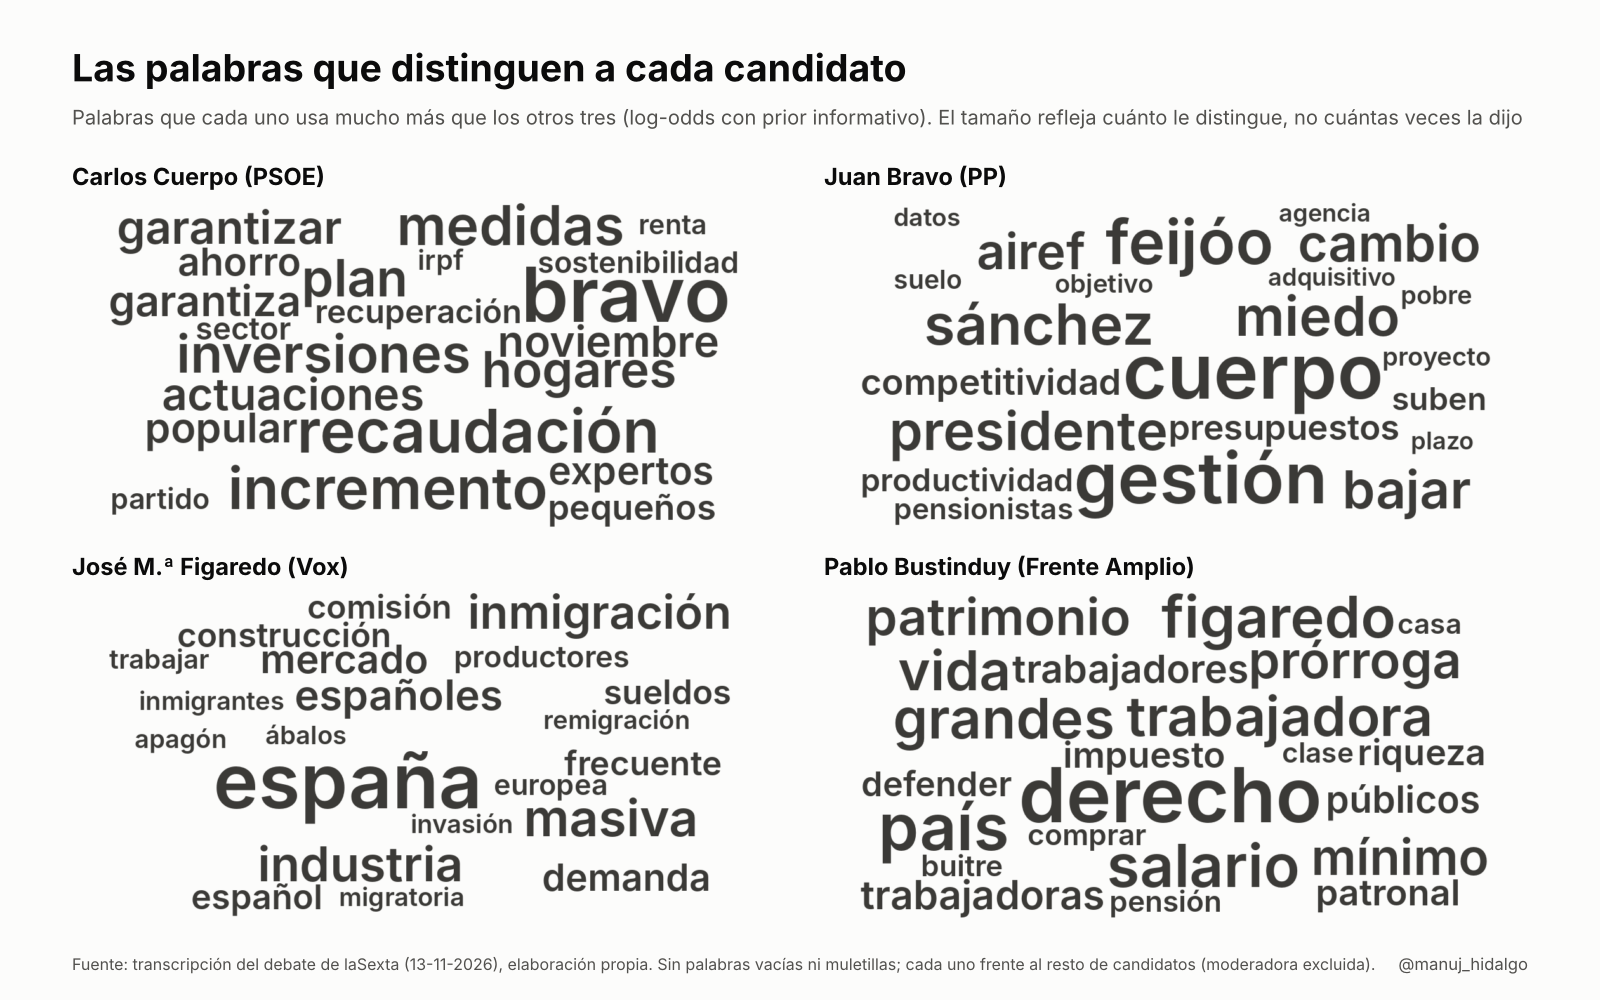 Las palabras que distinguen a cada candidato
Palabras que cada uno usa mucho más que los otros tres (log-odds con prior informativo). El tamaño refleja cuánto le distingue, no cuántas veces la dijo
Carlos Cuerpo (PSOE)
garantizar medidas renta
ahorro plan irpf sostenibilidad
garantiza recuperación bravo
sector inversiones noviembre
hogares
actuaciones
popular recaudación
partido incremento expertos
pequeños
Juan Bravo (PP)
datos airef feijóo agencia cambio
suelo objetivo adquisitivo pobre
sánchez miedo
competitividad cuerpo proyecto
suben
presidente presupuestos plazo
productividad gestión bajar
pensionistas
José M.ª Figaredo (Vox)
comisión inmigración
construcción
trabajar mercado productores
inmigrantes españoles sueldos
remigración
apagón ábalos
españa europea frecuente
invasión masiva
industria demanda
español migratoria
Pablo Bustinduy (Frente Amplio)
patrimonio figaredo casa
vida trabajadores prórroga
grandes trabajadora
impuesto clase riqueza
defender derecho públicos
país comprar
buitre salario mínimo
trabajadoras pensión patronal
Fuente: transcripción del debate de laSexta (13-11-2026), elaboración propia. Sin palabras vacías ni muletillas; cada uno frente al resto de candidatos (moderadora excluida). @manuj_hidalgo